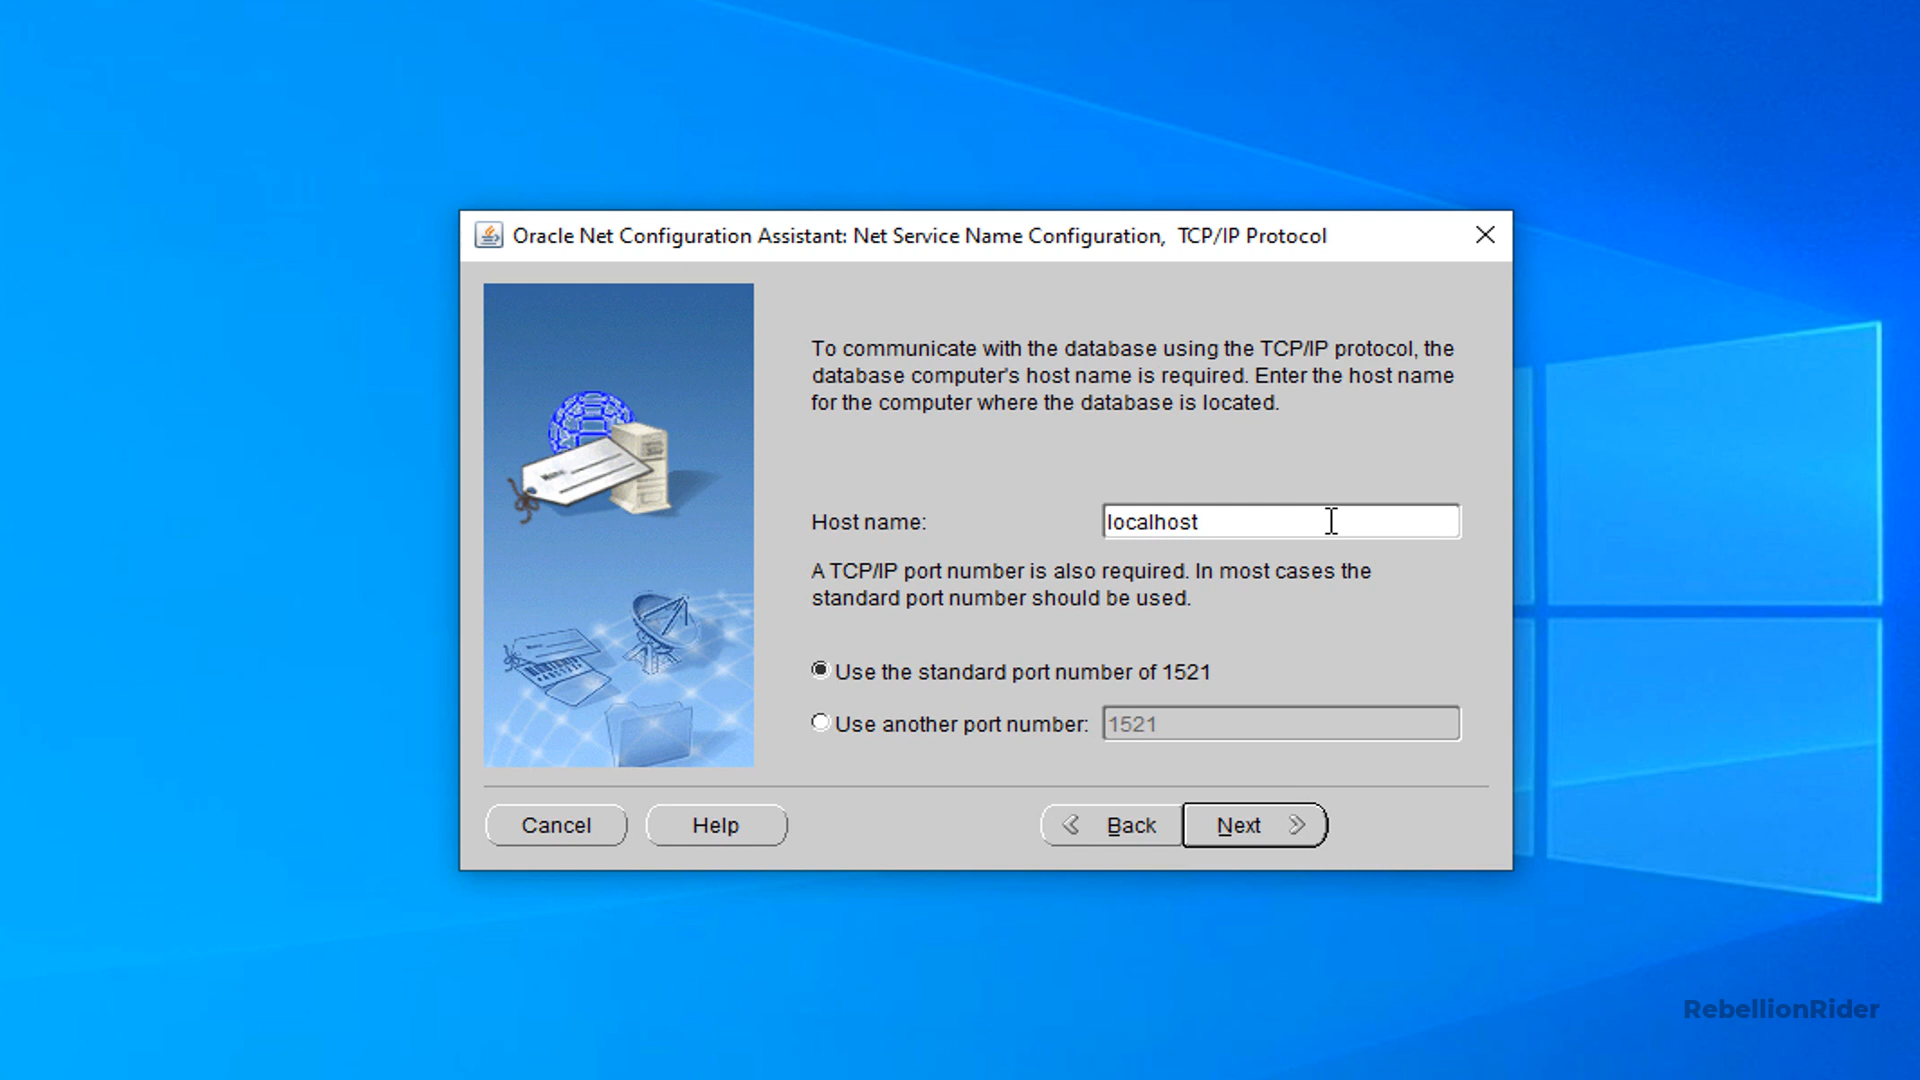 Oracle Net Configuration Assistant: Net Service Name Configuration, TCP/IP Protocol
To communicate with the database using the TCP/IP protocol, the
database computer's host name is required. Enter the host name
for the computer where the database is located.
Host name: localhost
A TCP/IP port number is also required. In most cases the
standard port number should be used.
Use the standard port number of 1521
Use another port number: 1521
Cancel Help Back Next
RebellionRider